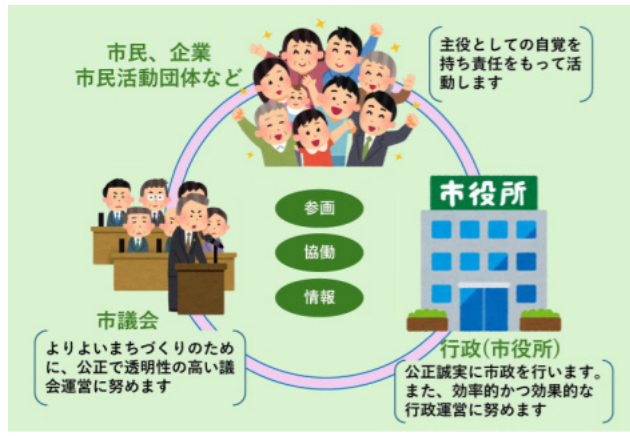 市民、企業
市民活動団体など
主役としての自覚を
持ち責任をもって活
動します
市役所
参画
協働
情報
市議会
よりよいまちづくりのため
に、公正で透明性の高い議
会運営に努めます
行政(市役所)
公正誠実に市政を行います。
また、効率的かつ効果的な
行政運営に努めます